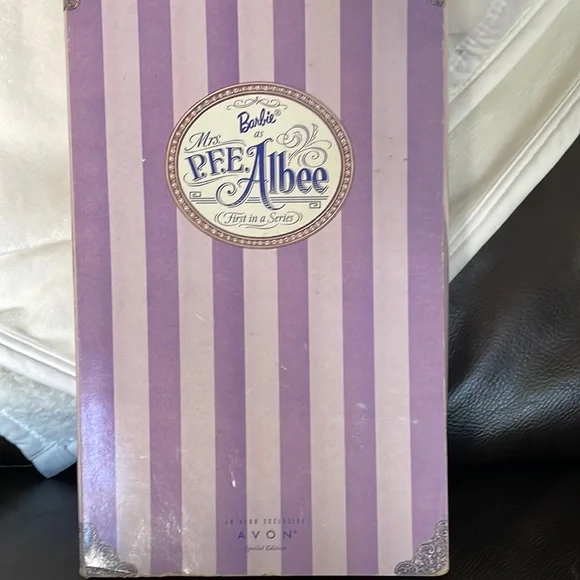 Barbie®
as
Mrs.
P.F.E. Albee
First in a Series
AN AVON EXCLUSIVE
AVON®
Special Edition